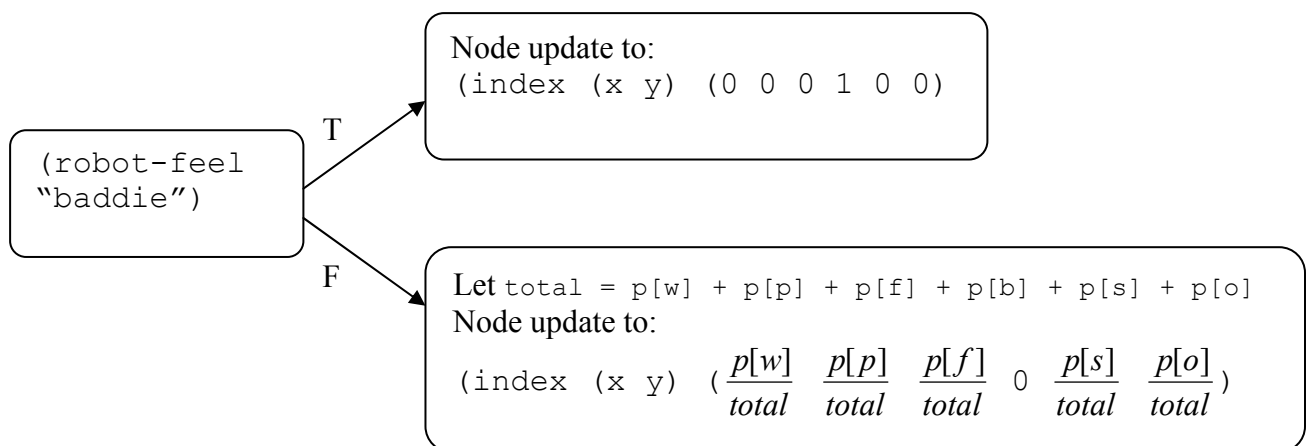 Node update to:
(index (x y) (0 0 0 1 0 0)
T
(robot-feel
“baddie”)
F
Let total = p[w] + p[p] + p[f] + p[b] + p[s] + p[o]
Node update to:
(index (x y) (p[w]/total p[p]/total p[f]/total 0 p[s]/total p[o]/total)